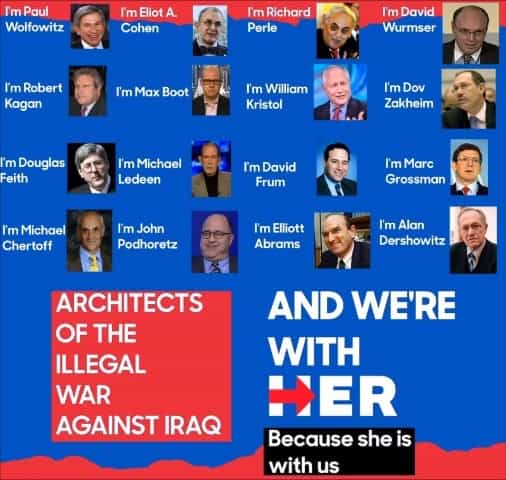 I'm Paul
Wolfowitz
I'm Eliot A.
Cohen
I'm Richard
Perle
I'm David
Wurmser
I'm Robert
Kagan
I'm Max Boot
I'm William
Kristol
I'm Dov
Zakheim
I'm Douglas
Feith
I'm Michael
Ledeen
I'm David
Frum
I'm Marc
Grossman
I'm Michael
Chertoff
I'm John
Podhoretz
I'm Elliott
Abrams
I'm Alan
Dershowitz
ARCHITECTS
OF THE
ILLEGAL
WAR
AGAINST IRAQ
AND WE'RE
WITH
HER
Because she is
with us